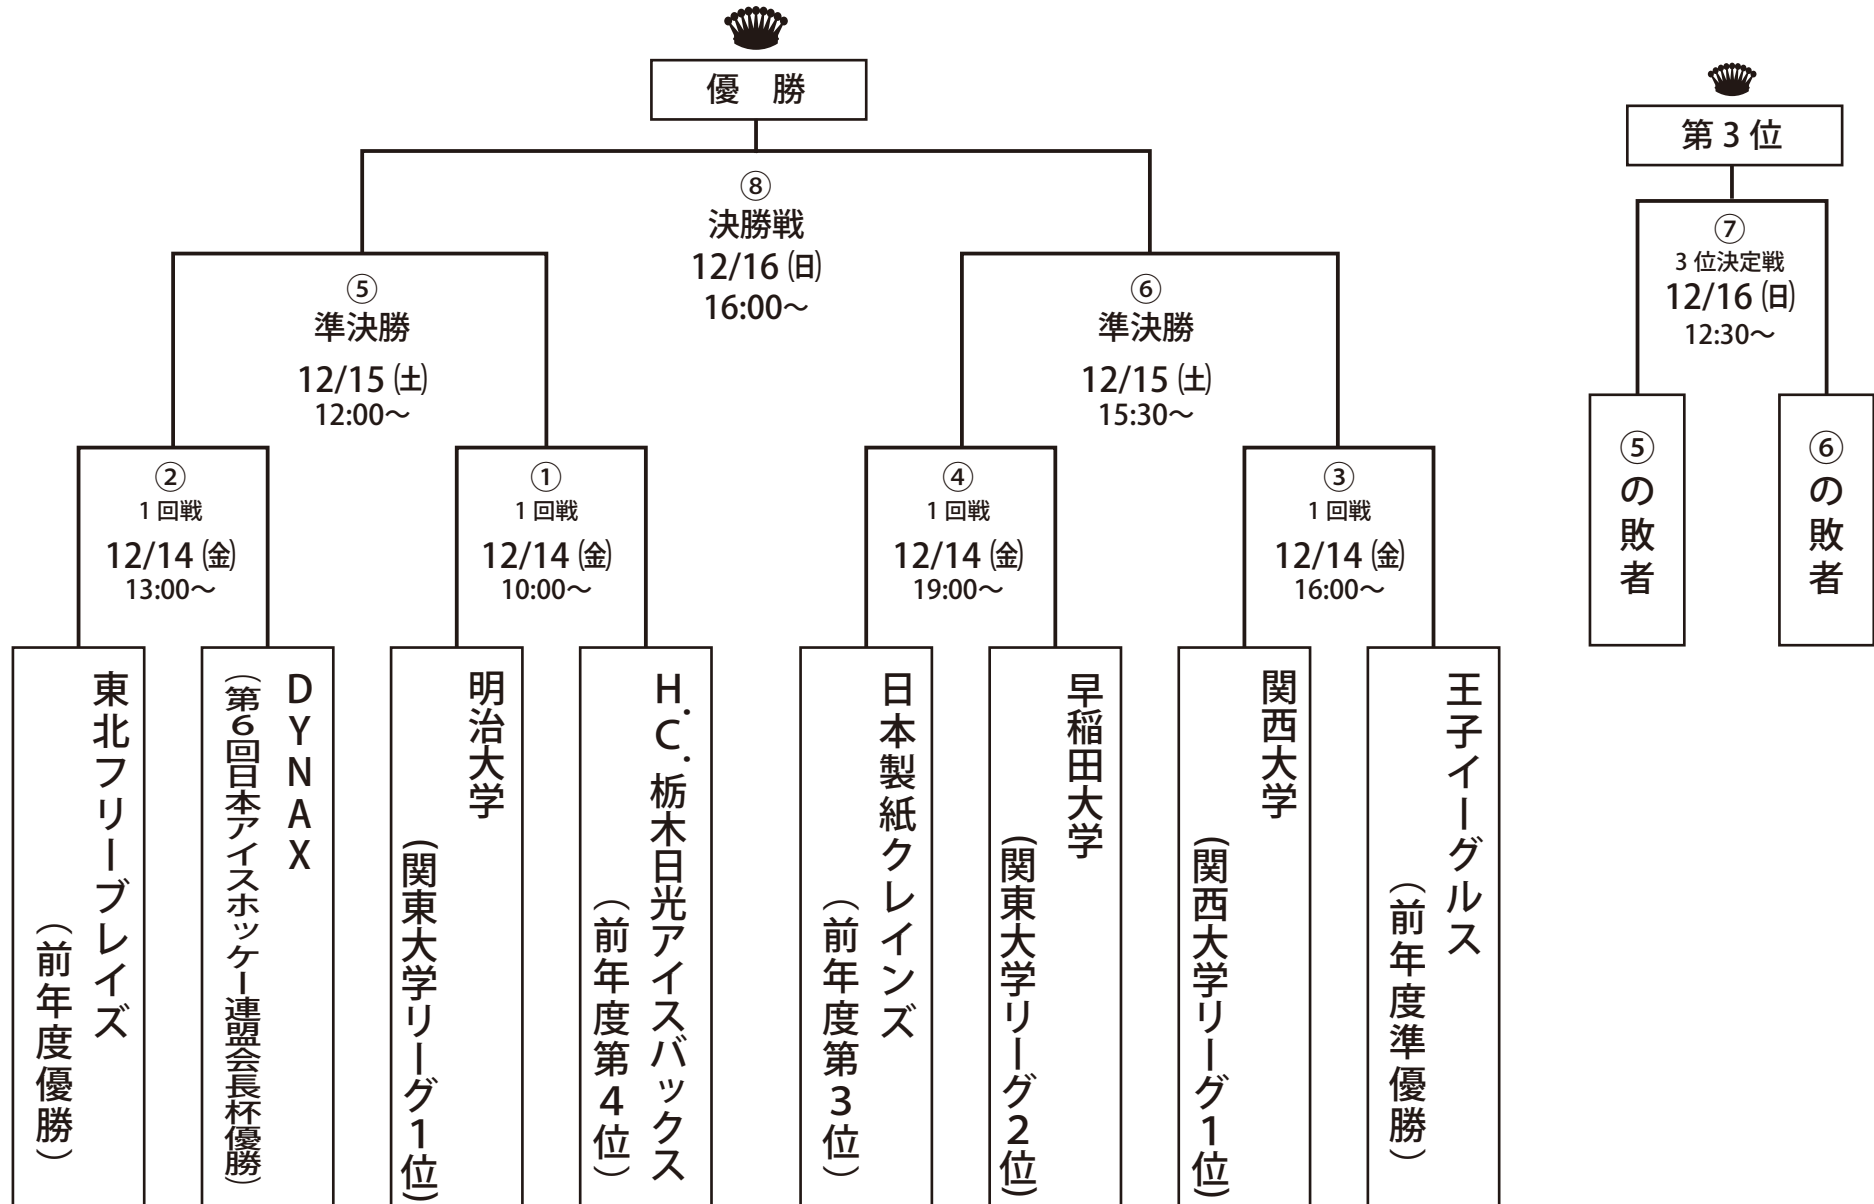 優　勝
⑧
決勝戦
12/16 (日)
16:00～
⑤
準決勝
12/15 (土)
12:00～
⑥
準決勝
12/15 (土)
15:30～
②
1 回戦
12/14 (金)
13:00～
①
1 回戦
12/14 (金)
10:00～
④
1 回戦
12/14 (金)
19:00～
③
1 回戦
12/14 (金)
16:00～
東北フリーブレイズ
（前年度優勝）
DYNAX
（第6回日本アイスホッケー連盟会長杯優勝）
明治大学
(関東大学リーグ1位)
H.C.栃木日光アイスバックス
（前年度第4位）
日本製紙クレインズ
（前年度第3位）
早稲田大学
(関東大学リーグ2位)
関西大学
(関西大学リーグ1位)
王子イーグルス
（前年度準優勝）
第 3 位
⑦
3 位決定戦
12/16 (日)
12:30～
⑤の敗者
⑥の敗者